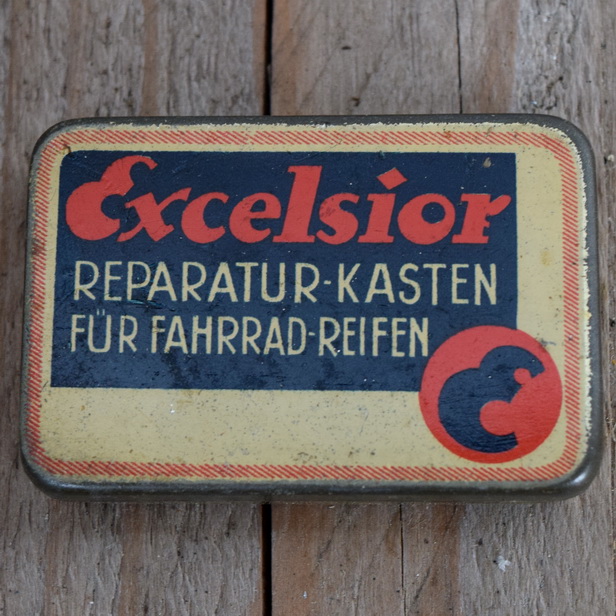 Excelsior
REPARATUR-KASTEN
FÜR FAHRRAD-REIFEN
E